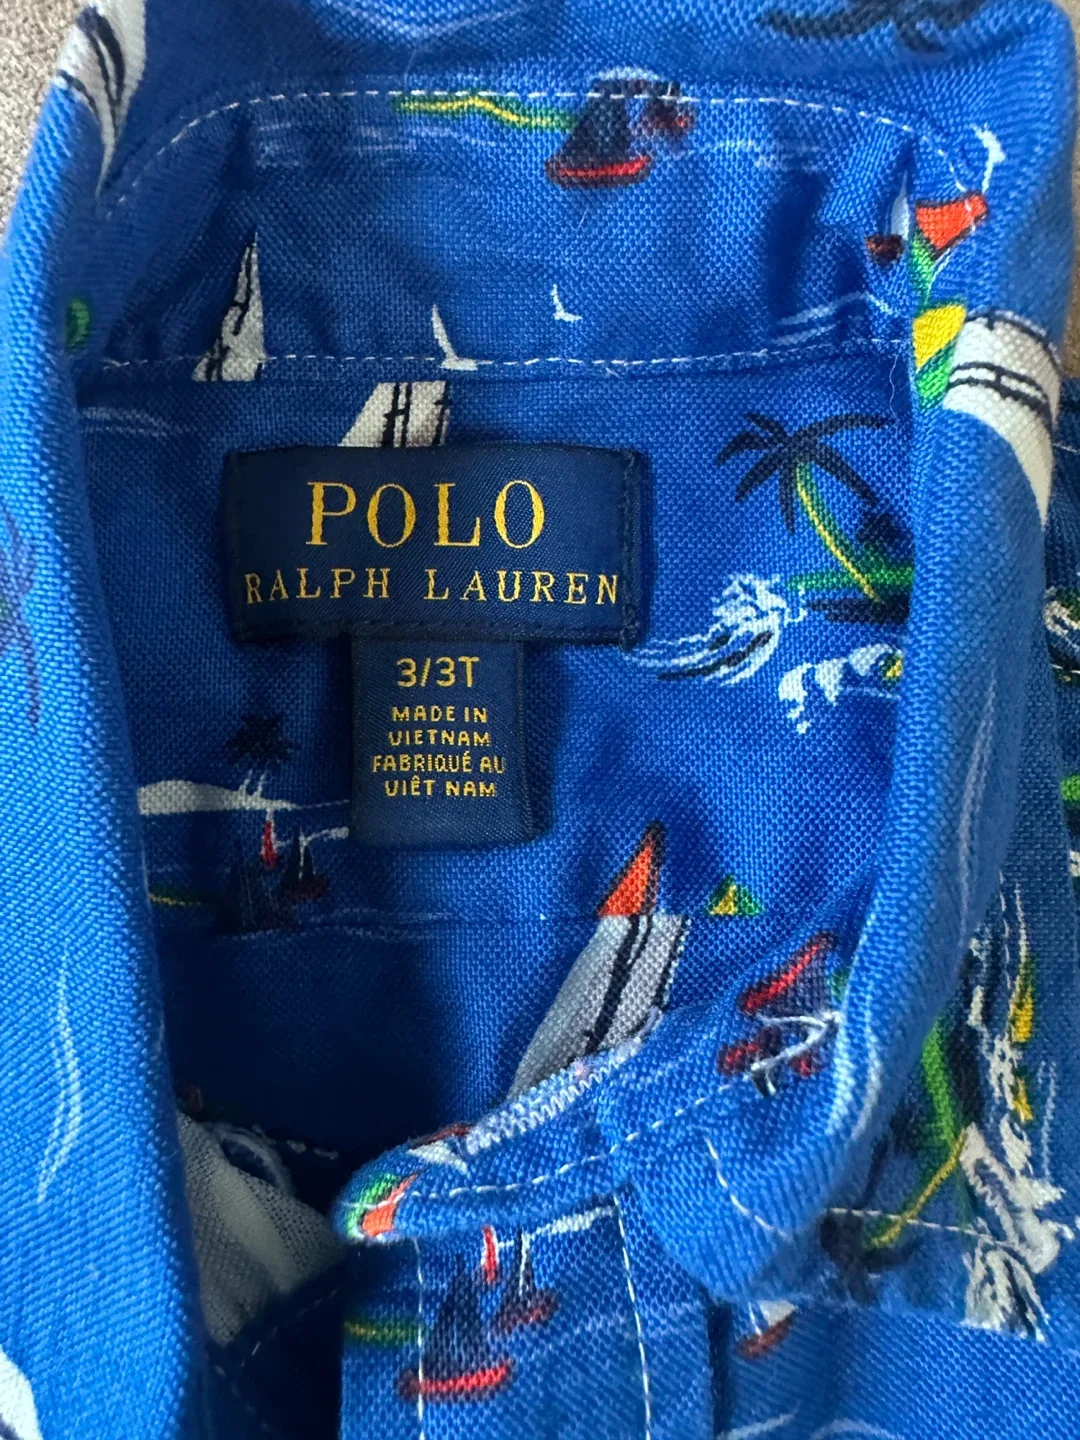 POLO
RALPH LAUREN
3/3T
MADE IN
VIETNAM
FABRIQUÉ AU
VIÊT NAM